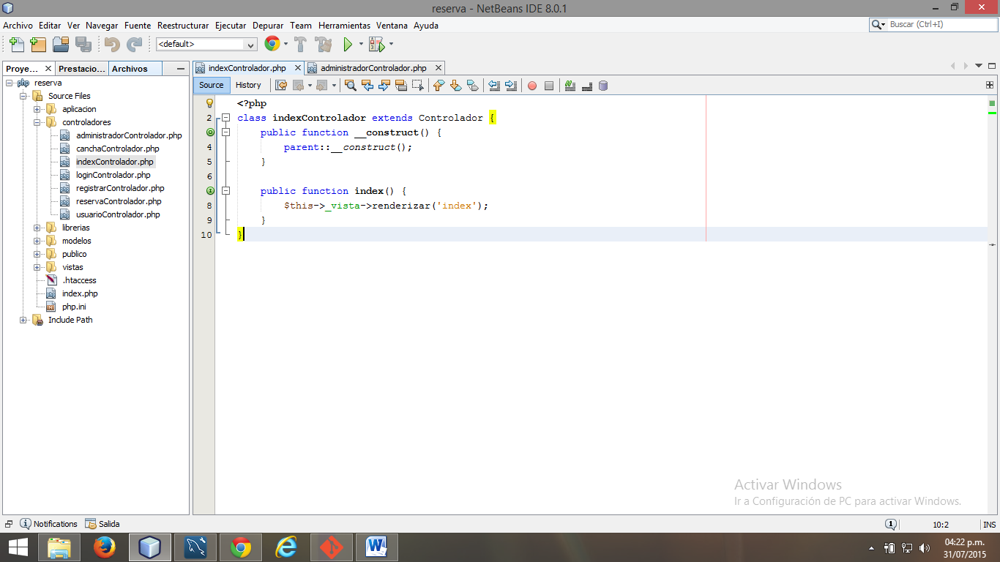 reserva - NetBeans IDE 8.0.1
Archivo Editar Ver Navegar Fuente Reestructurar Ejecutar Depurar Team Herramientas Ventana Ayuda
Buscar (Ctrl+I)
<default>
Proye... Prestacio... Archivos
indexControlador.php administradorControlador.php
Source History
php reserva
Source Files
aplicacion
controladores
administradorControlador.php
canchaControlador.php
indexControlador.php
loginControlador.php
registrarControlador.php
reservaControlador.php
usuarioControlador.php
librerias
modelos
publico
vistas
.htaccess
index.php
php.ini
Include Path
<?php
2 class indexControlador extends Controlador {
public function __construct() {
4 parent::__construct();
5 }
6
public function index() {
8 $this->_vista->renderizar('index');
9 }
10 }
Activar Windows
Ir a Configuración de PC para activar Windows.
Notifications Salida
1 10:2 INS
04:22 p.m.
31/07/2015